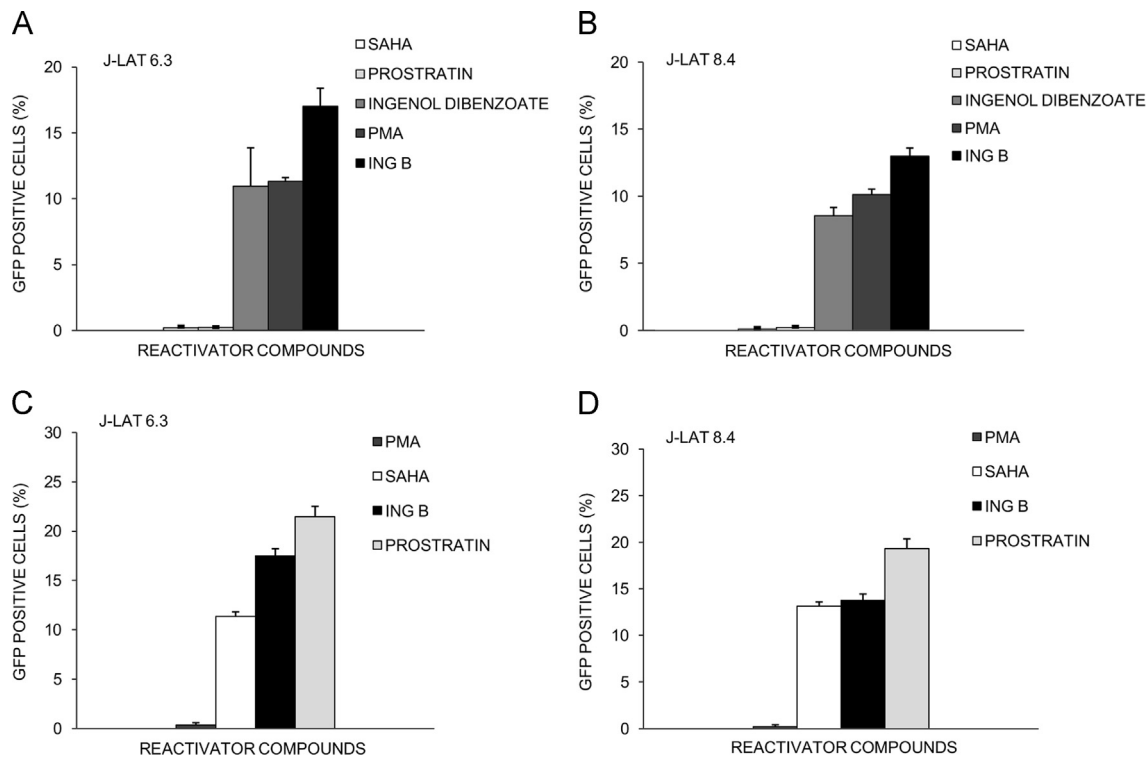 A
J-LAT 6.3
SAHA
PROSTRATIN
INGENOL DIBENZOATE
PMA
ING B
GFP POSITIVE CELLS (%)
20
15
10
5
0
REACTIVATOR COMPOUNDS
B
J-LAT 8.4
SAHA
PROSTRATIN
INGENOL DIBENZOATE
PMA
ING B
GFP POSITIVE CELLS (%)
20
15
10
5
0
REACTIVATOR COMPOUNDS
C
J-LAT 6.3
PMA
SAHA
ING B
PROSTRATIN
GFP POSITIVE CELLS (%)
30
25
20
15
10
5
0
REACTIVATOR COMPOUNDS
D
J-LAT 8.4
PMA
SAHA
ING B
PROSTRATIN
GFP POSITIVE CELLS (%)
30
25
20
15
10
5
0
REACTIVATOR COMPOUNDS